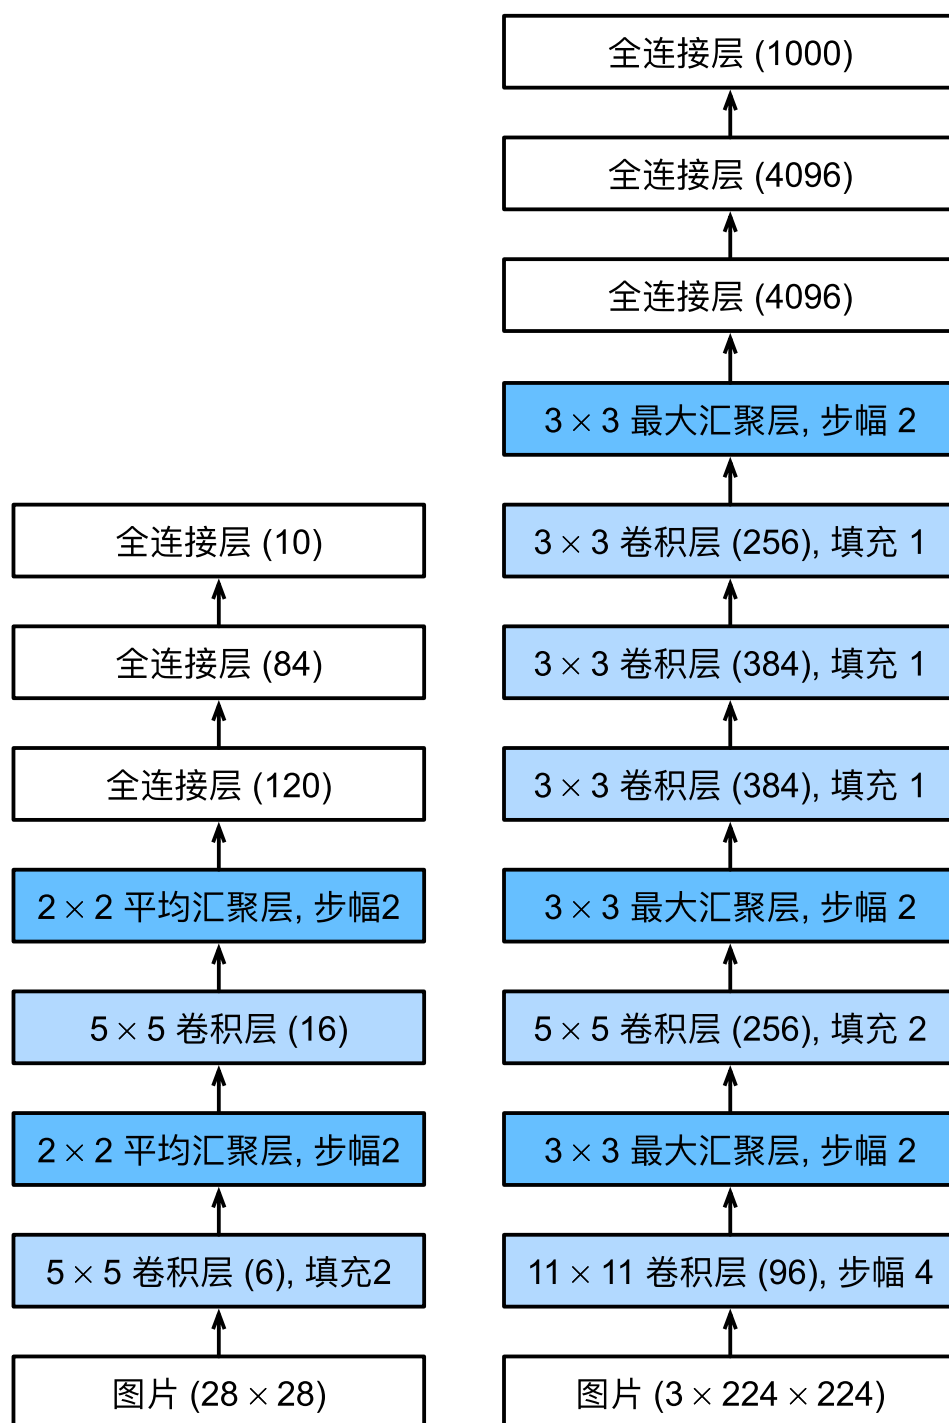 全连接层 (10)
全连接层 (84)
全连接层 (120)
2 × 2 平均汇聚层, 步幅2
5 × 5 卷积层 (16)
2 × 2 平均汇聚层, 步幅2
5 × 5 卷积层 (6), 填充2
图片 (28 × 28)
全连接层 (1000)
全连接层 (4096)
全连接层 (4096)
3 × 3 最大汇聚层, 步幅 2
3 × 3 卷积层 (256), 填充 1
3 × 3 卷积层 (384), 填充 1
3 × 3 卷积层 (384), 填充 1
3 × 3 最大汇聚层, 步幅 2
5 × 5 卷积层 (256), 填充 2
3 × 3 最大汇聚层, 步幅 2
11 × 11 卷积层 (96), 步幅 4
图片 (3 × 224 × 224)